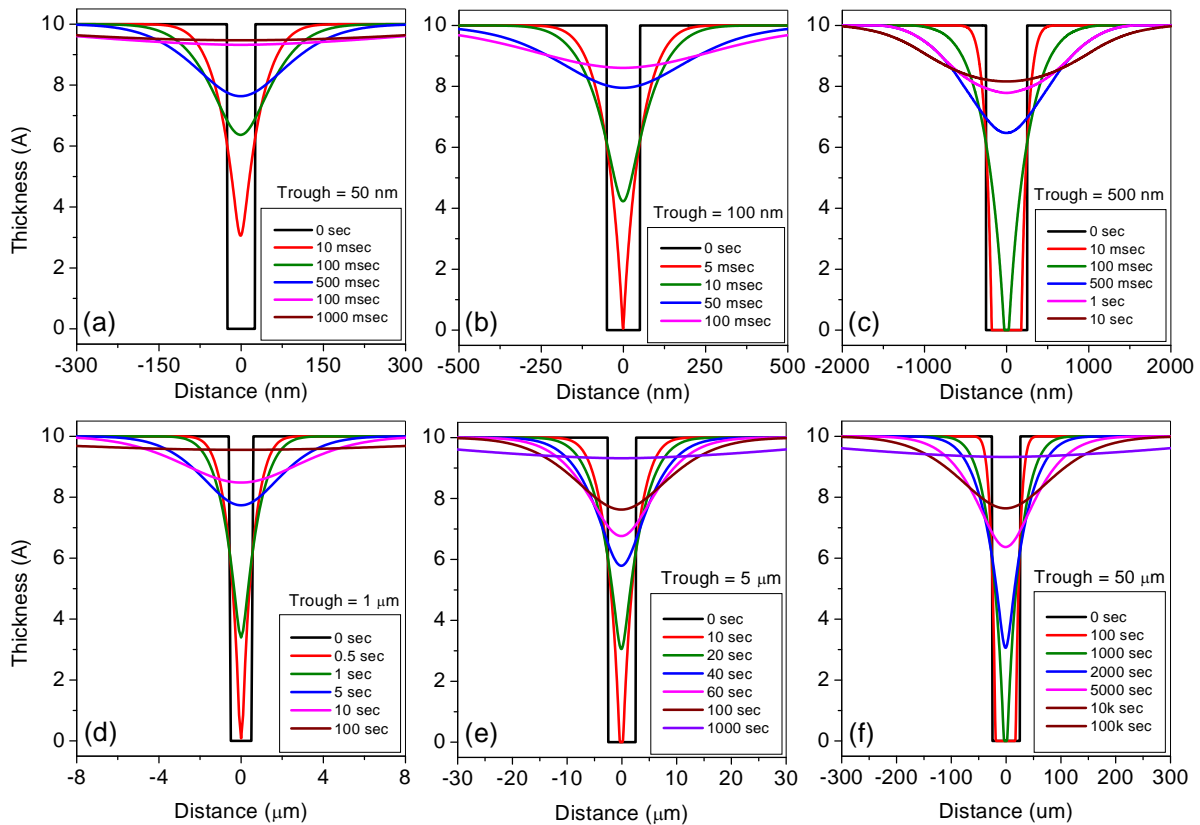 10
8
6
4
2
0
Thickness (A)
Trough = 50 nm
0 sec
10 msec
100 msec
500 msec
100 msec
1000 msec
(a)
-300 -150 0 150 300
Distance (nm)
10
8
6
4
2
0
Trough = 100 nm
0 sec
5 msec
10 msec
50 msec
100 msec
(b)
-500 -250 0 250 500
Distance (nm)
10
8
6
4
2
0
Trough = 500 nm
0 sec
10 msec
100 msec
500 msec
1 sec
10 sec
(c)
-2000 -1000 0 1000 2000
Distance (nm)
10
8
6
4
2
0
Thickness (A)
Trough = 1 μm
0 sec
0.5 sec
1 sec
5 sec
10 sec
100 sec
(d)
-8 -4 0 4 8
Distance (μm)
10
8
6
4
2
0
Trough = 5 μm
0 sec
10 sec
20 sec
40 sec
60 sec
100 sec
1000 sec
(e)
-30 -20 -10 0 10 20 30
Distance (μm)
10
8
6
4
2
0
Trough = 50 μm
0 sec
100 sec
1000 sec
2000 sec
5000 sec
10k sec
100k sec
(f)
-300 -200 -100 0 100 200 300
Distance (um)